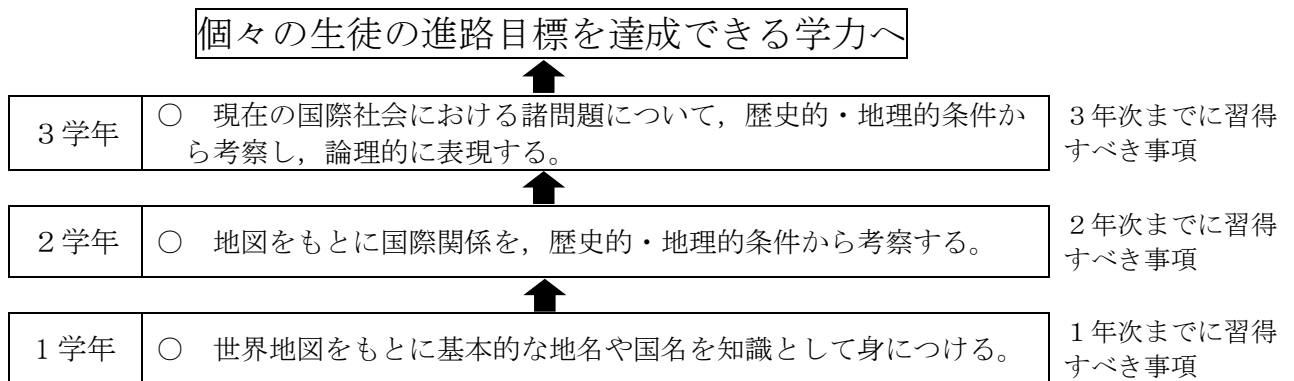 個々の生徒の進路目標を達成できる学力へ
3学年
○　現在の国際社会における諸問題について，歴史的・地理的条件か
ら考察し，論理的に表現する。
3年次までに習得
すべき事項
2学年
○　地図をもとに国際関係を，歴史的・地理的条件から考察する。
2年次までに習得
すべき事項
1学年
○　世界地図をもとに基本的な地名や国名を知識として身につける。
1年次までに習得
すべき事項